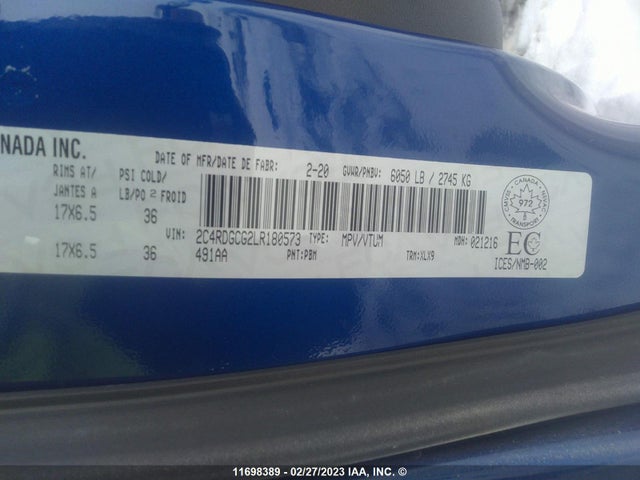 NADA INC.
DATE OF MFR/DATE DE FABR: 2-20 GVWR/PNBV: 6050 LB / 2745 KG
RIMS AT/ PSI COLD/
JANTES A LB/PO² FROID
17X6.5 36
VIN: 2C4RDGCG2LR180573 TYPE: MPV/VTUM MDH: 021216
17X6.5 36 491AA PNT:PBM TRM:XLX9
CANADA
972
EC
ICES/NMB-002
11698389 - 02/27/2023 IAA, INC. ©